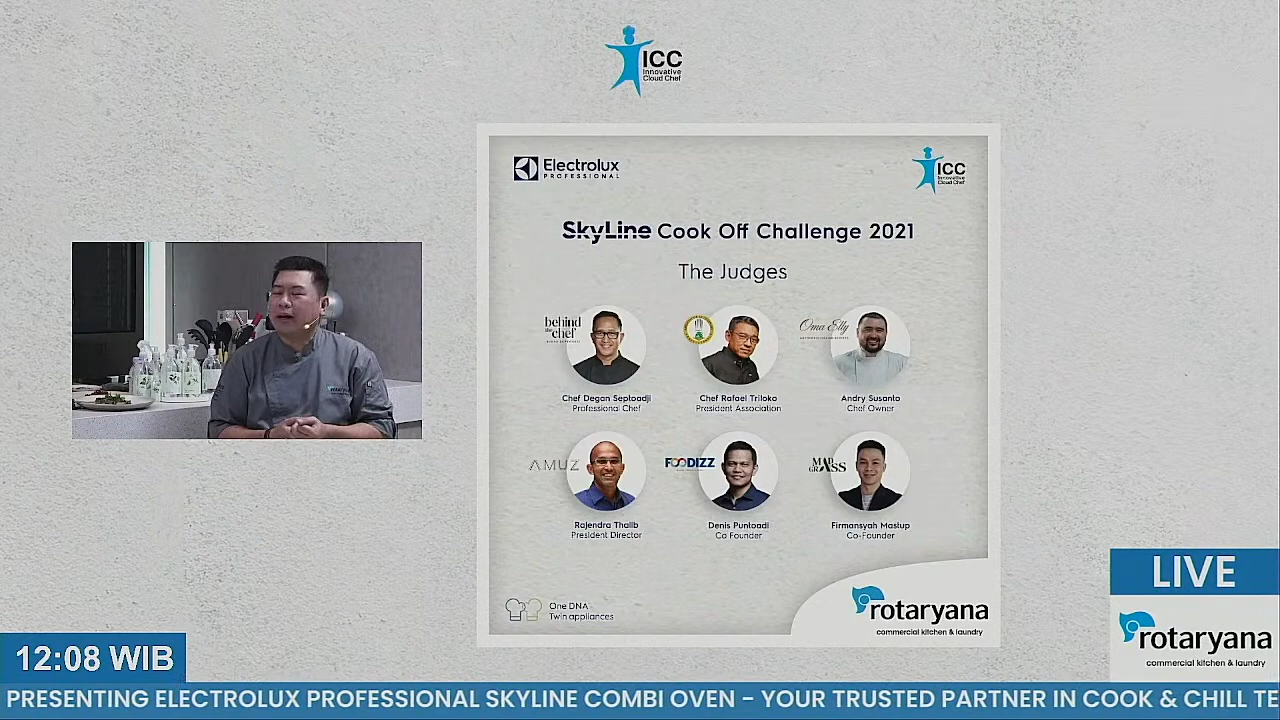 ICC
Innovative
Cloud Chef
Electrolux
PROFESSIONAL
ICC
Innovative
Cloud Chef
SkyLine Cook Off Challenge 2021
The Judges
behind
the chef
Oma Elly
Chef Degan Septoadji
Professional Chef
Chef Rafael Triloko
President Association
Andry Susanto
Chef Owner
AMUZ
FOODIZZ
MAD
GRASS
Rajendra Thalib
President Director
Denis Puntoadi
Co Founder
Firmansyah Mastup
Co-Founder
One DNA
Twin appliances
rotaryana
commercial kitchen & laundry
LIVE
rotaryana
commercial kitchen & laundry
12:08 WIB
PRESENTING ELECTROLUX PROFESSIONAL SKYLINE COMBI OVEN - YOUR TRUSTED PARTNER IN COOK & CHILL TE